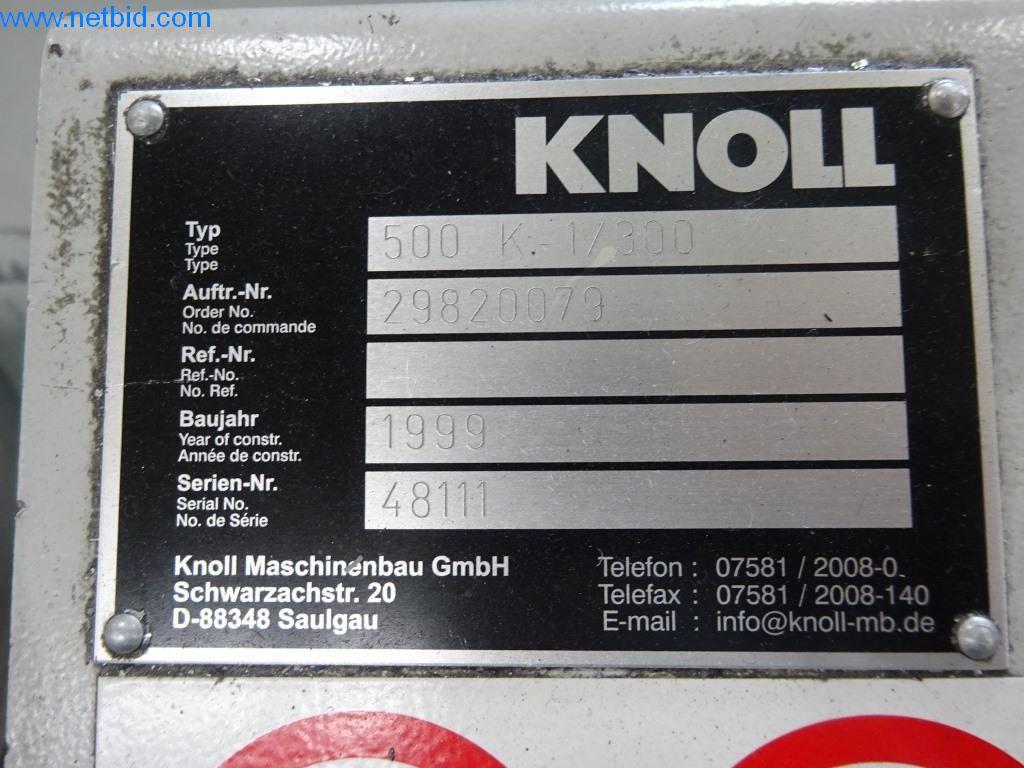 www.netbid.com
KNOLL
Typ
Type
Type
500 K-1/300
Auftr.-Nr.
Order No.
No. de commande
29820079
Ref.-Nr.
Ref.-No.
No. Ref.
Baujahr
Year of constr.
Année de constr.
1999
Serien-Nr.
Serial No.
No. de Série
48111
Knoll Maschinenbau GmbH
Schwarzachstr. 20
D-88348 Saulgau
Telefon : 07581 / 2008-0
Telefax : 07581 / 2008-140
E-mail : info@knoll-mb.de